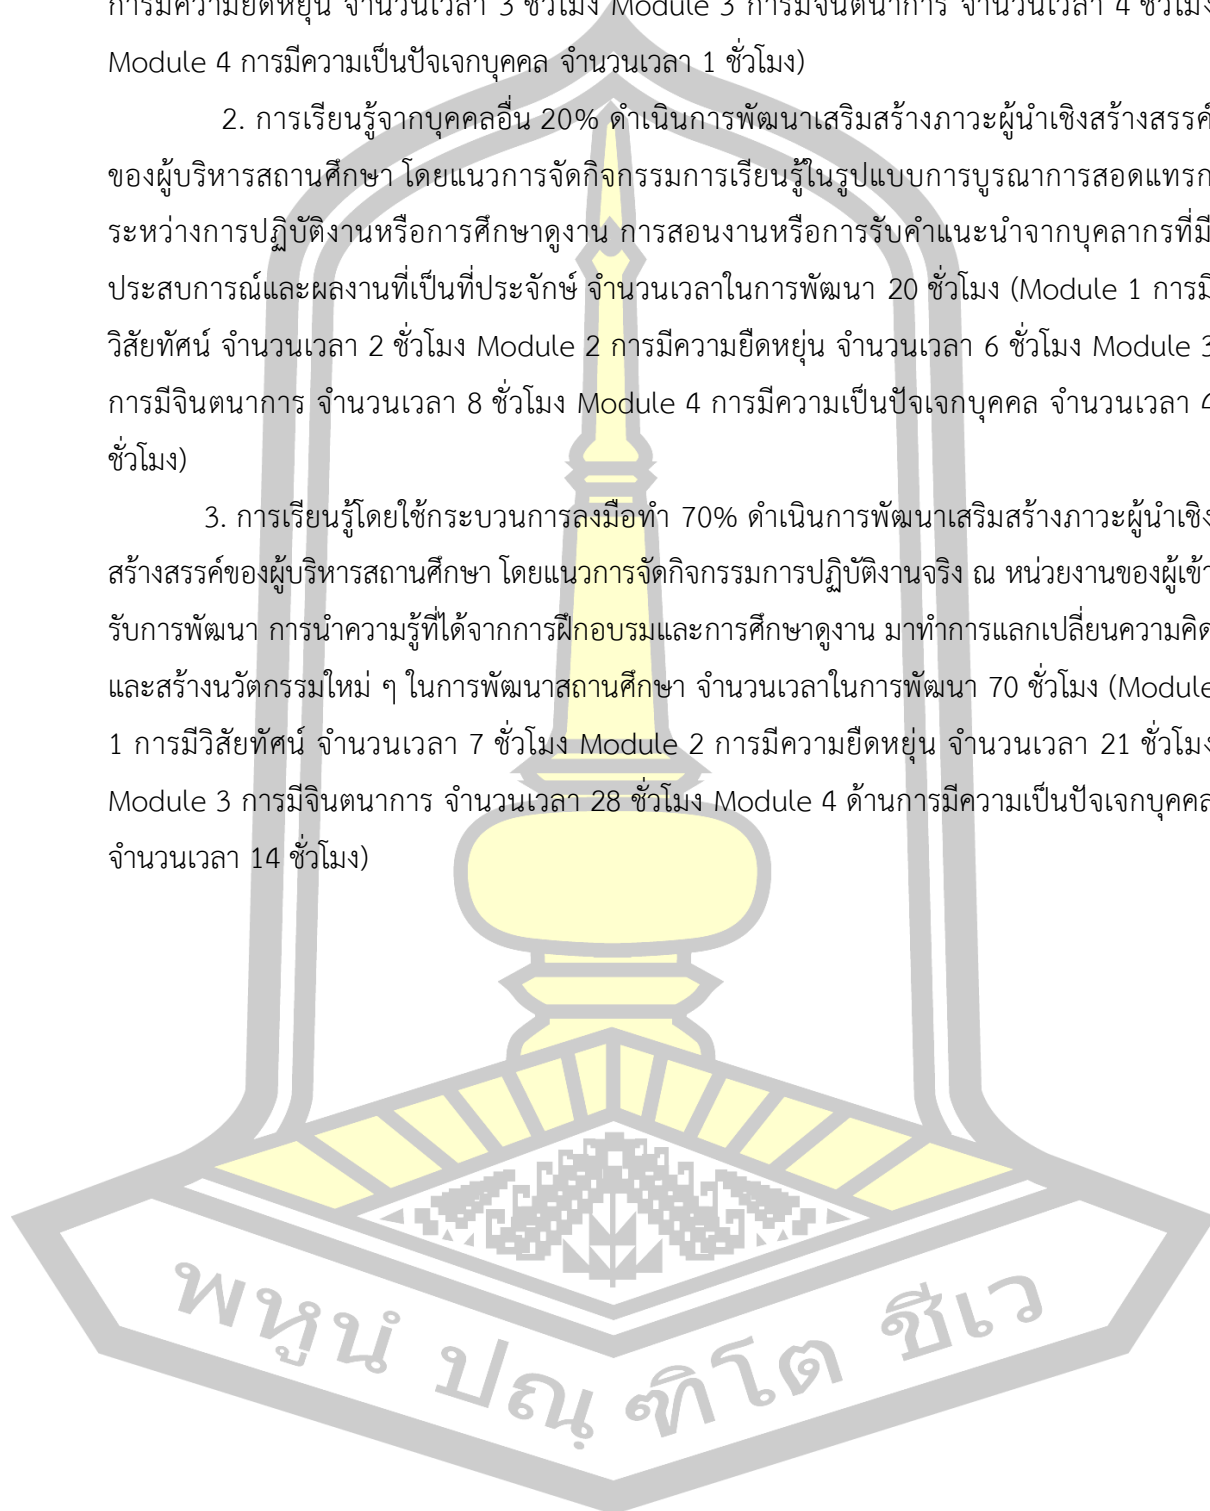 การมีความยืดหยุ่น จำนวนเวลา 3 ชั่วโมง Module 3 การมีจินตนาการ จำนวนเวลา 4 ชั่วโมง
Module 4 การมีความเป็นปัจเจกบุคคล จำนวนเวลา 1 ชั่วโมง)
2. การเรียนรู้จากบุคคลอื่น 20% ดำเนินการพัฒนาเสริมสร้างภาวะผู้นำเชิงสร้างสรรค์
ของผู้บริหารสถานศึกษา โดยแนวการจัดกิจกรรมการเรียนรู้ในรูปแบบการบูรณาการสอดแทรก
ระหว่างการปฏิบัติงานหรือการศึกษาดูงาน การสอนงานหรือการรับคำแนะนำจากบุคลากรที่มี
ประสบการณ์และผลงานที่เป็นที่ประจักษ์ จำนวนเวลาในการพัฒนา 20 ชั่วโมง (Module 1 การมี
วิสัยทัศน์ จำนวนเวลา 2 ชั่วโมง Module 2 การมีความยืดหยุ่น จำนวนเวลา 6 ชั่วโมง Module 3
การมีจินตนาการ จำนวนเวลา 8 ชั่วโมง Module 4 การมีความเป็นปัจเจกบุคคล จำนวนเวลา 4
ชั่วโมง)
3. การเรียนรู้โดยใช้กระบวนการลงมือทำ 70% ดำเนินการพัฒนาเสริมสร้างภาวะผู้นำเชิง
สร้างสรรค์ของผู้บริหารสถานศึกษา โดยแนวการจัดกิจกรรมการปฏิบัติงานจริง ณ หน่วยงานของผู้เข้า
รับการพัฒนา การนำความรู้ที่ได้จากการฝึกอบรมและการศึกษาดูงาน มาทำการแลกเปลี่ยนความคิด
และสร้างนวัตกรรมใหม่ ๆ ในการพัฒนาสถานศึกษา จำนวนเวลาในการพัฒนา 70 ชั่วโมง (Module
1 การมีวิสัยทัศน์ จำนวนเวลา 7 ชั่วโมง Module 2 การมีความยืดหยุ่น จำนวนเวลา 21 ชั่วโมง
Module 3 การมีจินตนาการ จำนวนเวลา 28 ชั่วโมง Module 4 ด้านการมีความเป็นปัจเจกบุคคล
จำนวนเวลา 14 ชั่วโมง)
พหูนํ ปณฺ ฑิโต ชีเว